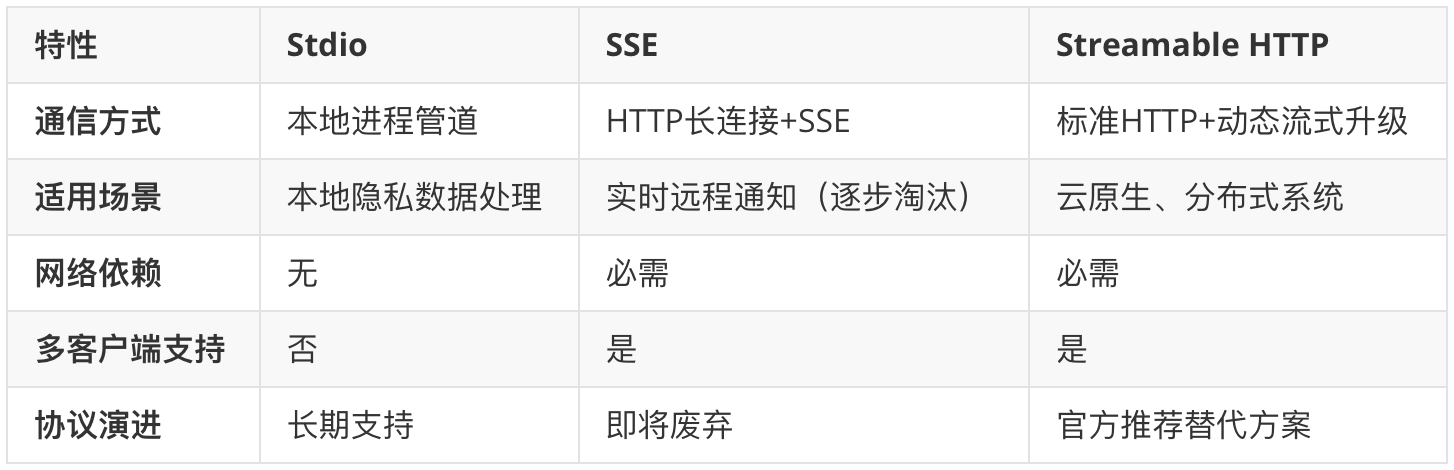 特性 Stdio SSE Streamable HTTP
通信方式 本地进程管道 HTTP长连接+SSE 标准HTTP+动态流式升级
适用场景 本地隐私数据处理 实时远程通知（逐步淘汰） 云原生、分布式系统
网络依赖 无 必需 必需
多客户端支持 否 是 是
协议演进 长期支持 即将废弃 官方推荐替代方案